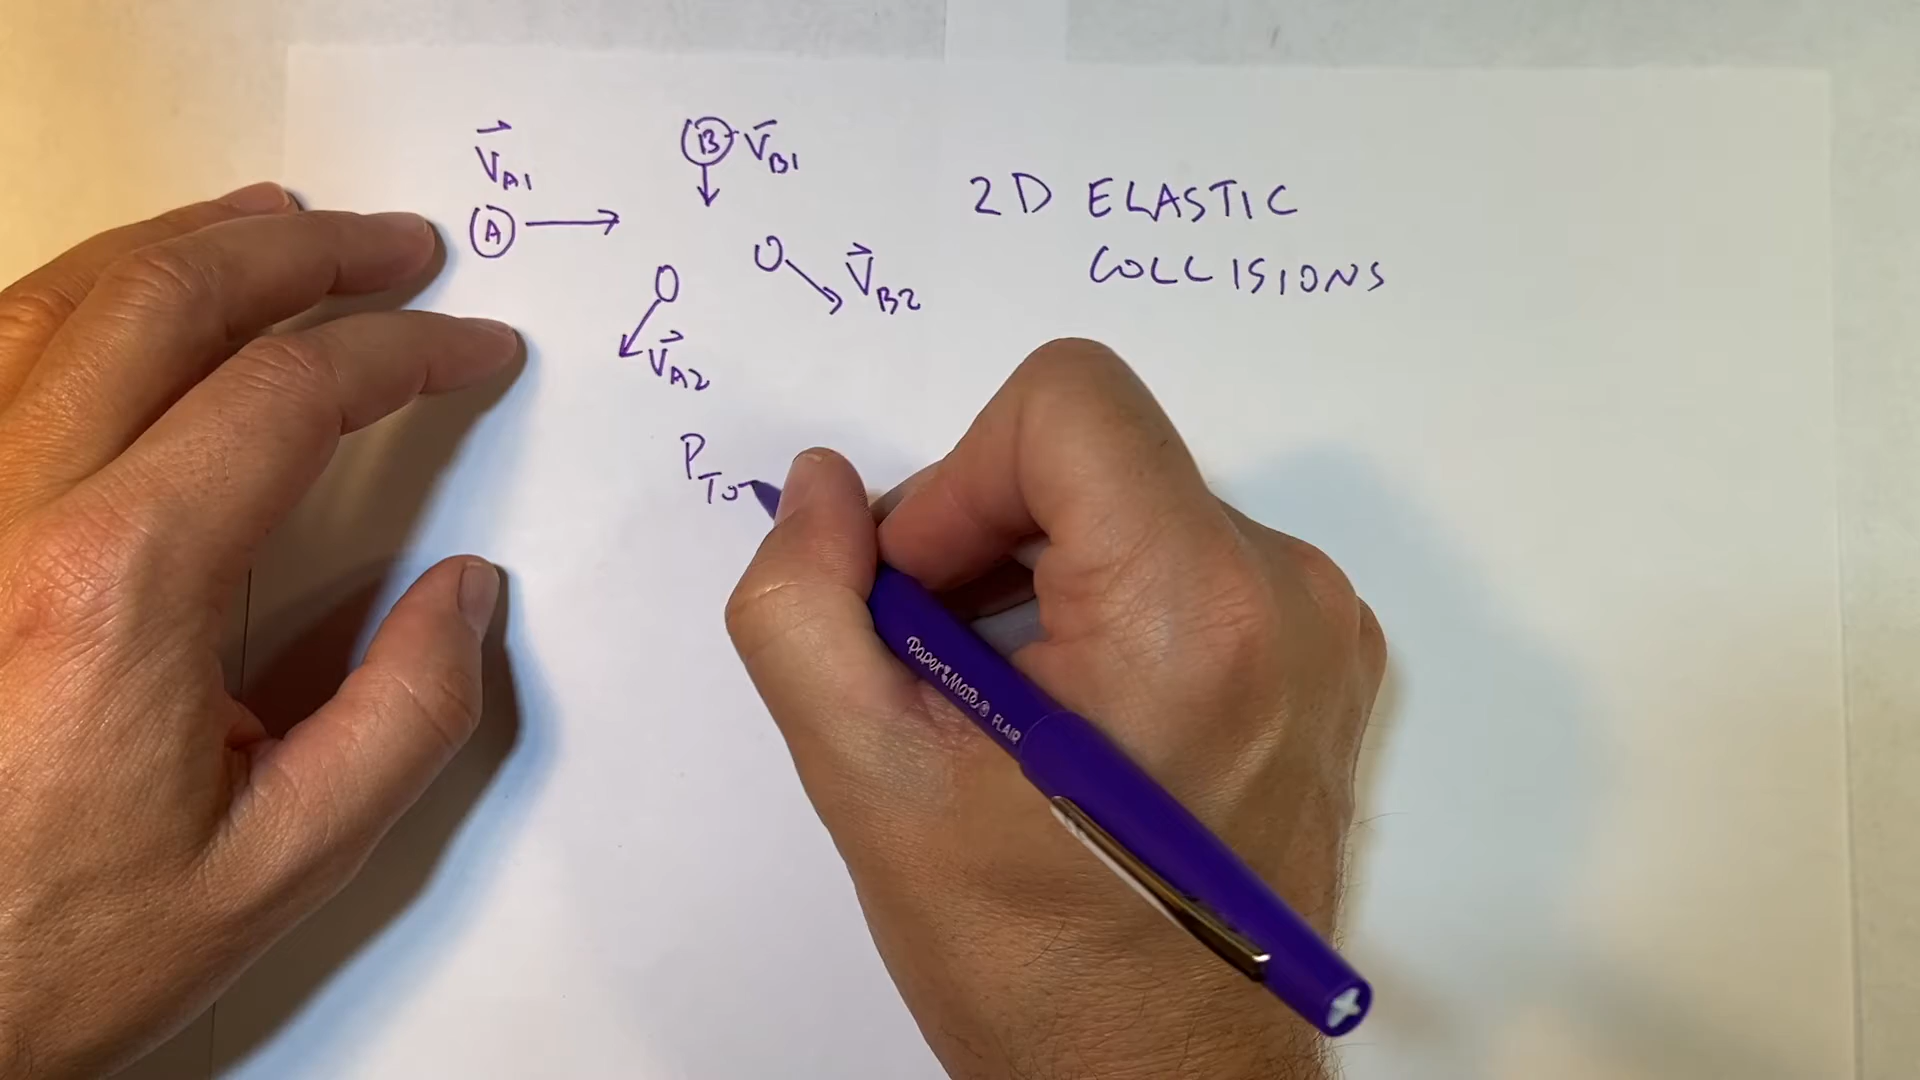 V⃗A1
B V⃗B1
A
2D ELASTIC
COLLISIONS
V⃗B2
V⃗A2
PTo
Paper Mate® FLAIR